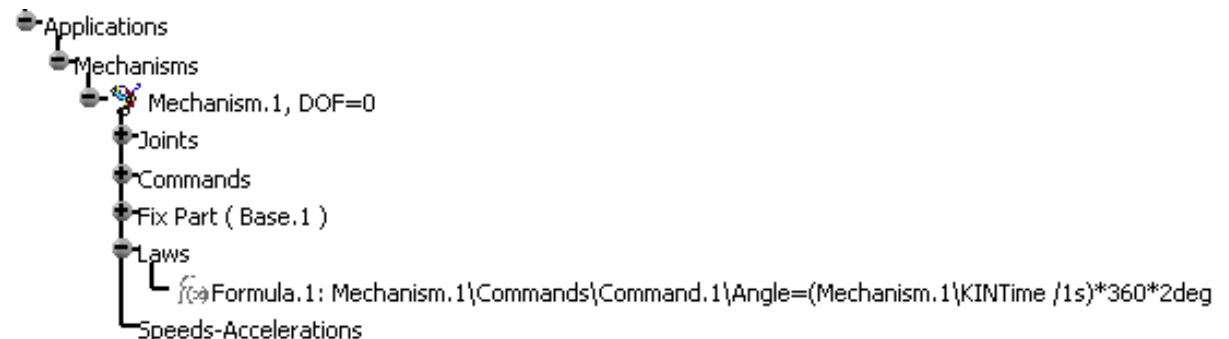 Applications
Mechanisms
Mechanism.1, DOF=0
Joints
Commands
Fix Part ( Base.1 )
Laws
f(x) Formula.1: Mechanism.1\Commands\Command.1\Angle=(Mechanism.1\KINTime /1s)*360*2deg
Speeds-Accelerations